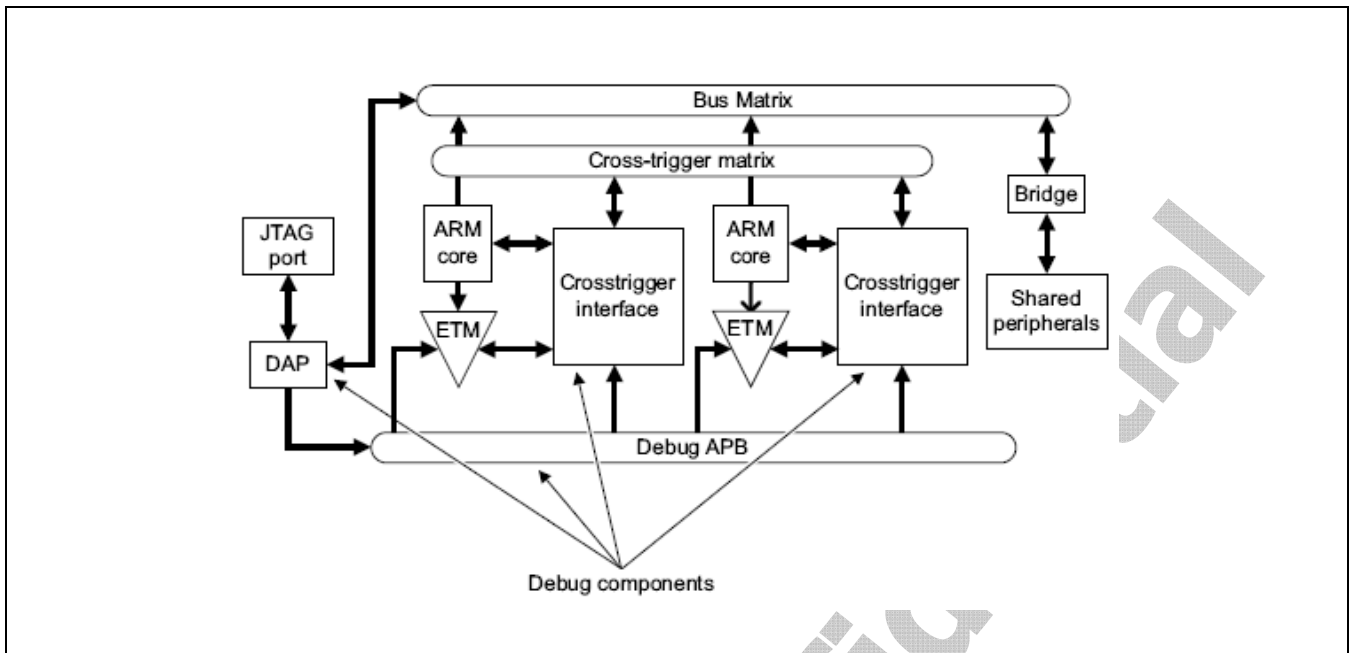 Bus Matrix
Cross-trigger matrix
Bridge
JTAG
port
ARM
core
Crosstrigger
interface
ARM
core
Crosstrigger
interface
Shared
peripherals
ETM
ETM
DAP
Debug APB
Debug components